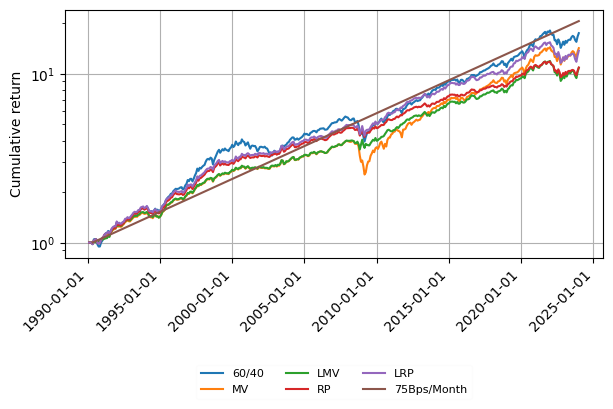 Cumulative return
10¹
10⁰
1990-01-01
1995-01-01
2000-01-01
2005-01-01
2010-01-01
2015-01-01
2020-01-01
2025-01-01
60/40
MV
LMV
RP
LRP
75Bps/Month